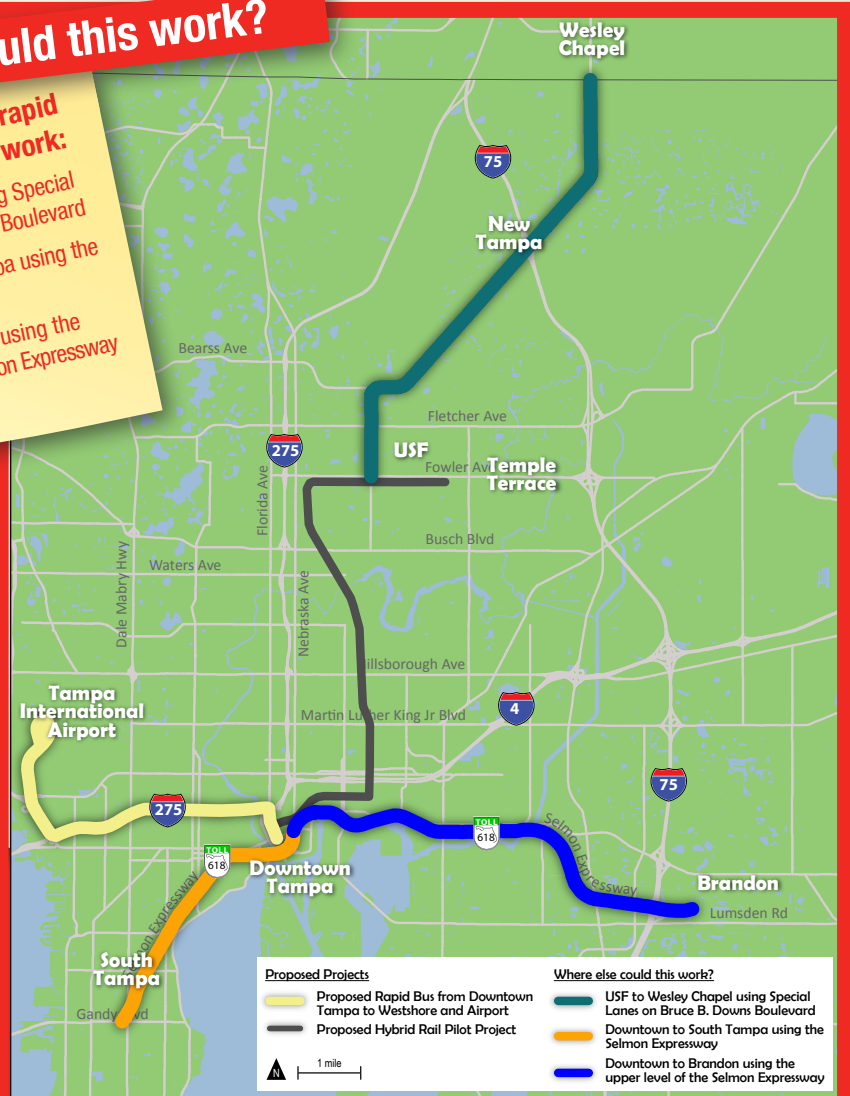 uld this work?
rapid
work:
g Special
Boulevard
pa using the
using the
on Expressway
Wesley
Chapel
75
New
Tampa
Bearss Ave
Fletcher Ave
275
USF
Fowler Av
Temple
Terrace
Florida Ave
Busch Blvd
Dale Mabry Hwy
Waters Ave
Nebraska Ave
illsborough Ave
Tampa
International
Airport
Martin Luther King Jr Blvd
4
75
275
TOLL
618
TOLL
618
Selmon Expressway
Downtown
Tampa
Brandon
Lumsden Rd
on Expressway
South
Tampa
Gandy vd
Proposed Projects
Proposed Rapid Bus from Downtown
Tampa to Westshore and Airport
Proposed Hybrid Rail Pilot Project
N
1 mile
Where else could this work?
USF to Wesley Chapel using Special
Lanes on Bruce B. Downs Boulevard
Downtown to South Tampa using the
Selmon Expressway
Downtown to Brandon using the
upper level of the Selmon Expressway